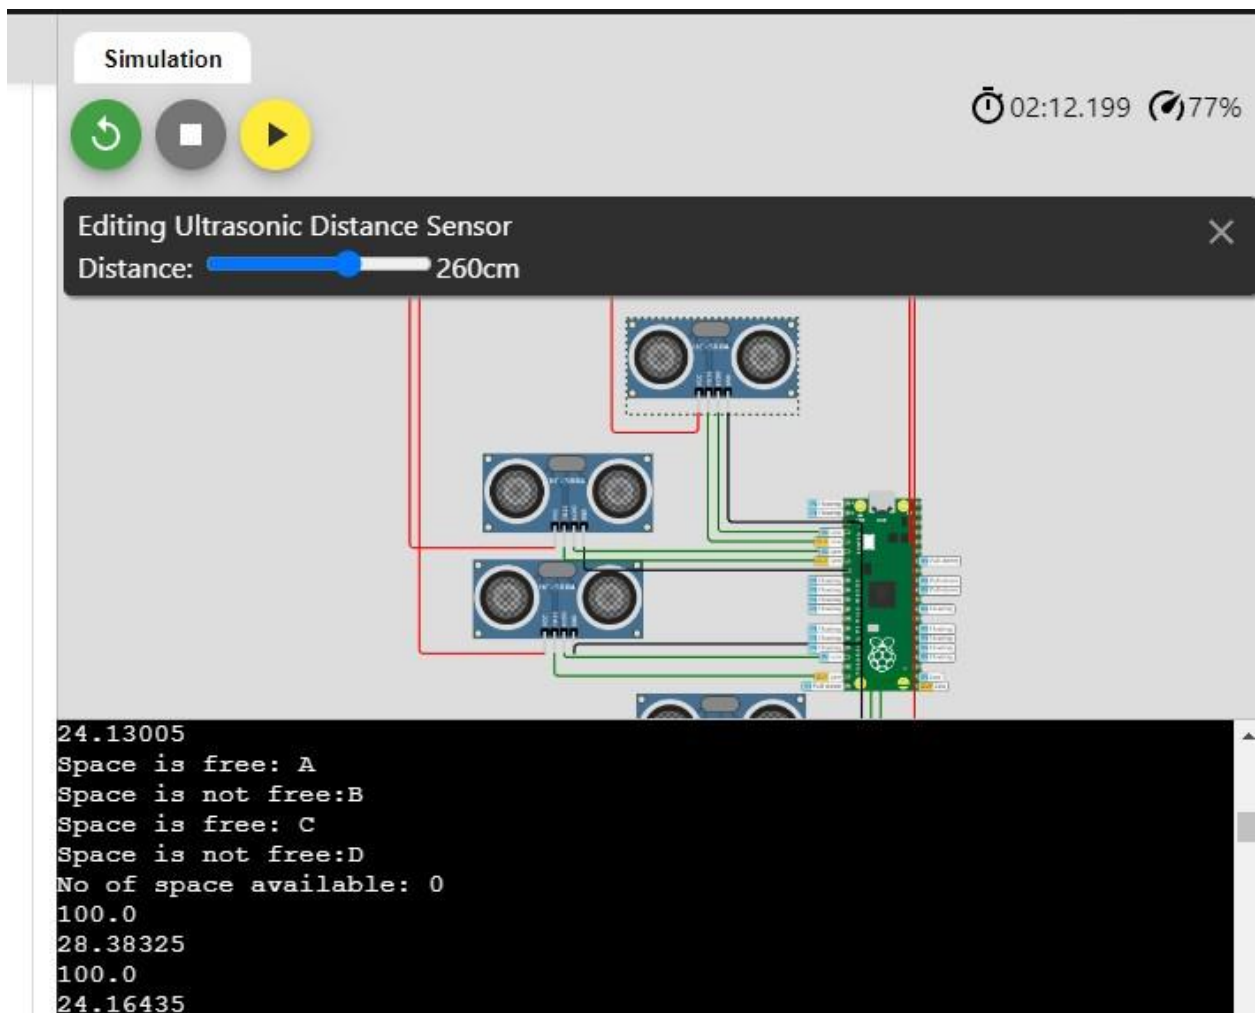 Simulation
02:12.199 77%
Editing Ultrasonic Distance Sensor
Distance: 260cm
24.13005
Space is free: A
Space is not free:B
Space is free: C
Space is not free:D
No of space available: 0
100.0
28.38325
100.0
24.16435